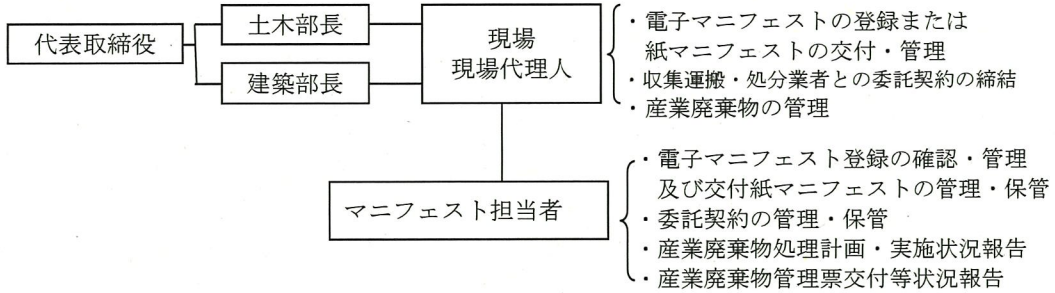 代表取締役
土木部長
建築部長
現場
現場代理人
・電子マニフェストの登録または
紙マニフェストの交付・管理
・収集運搬・処分業者との委託契約の締結
・産業廃棄物の管理
マニフェスト担当者
・電子マニフェスト登録の確認・管理
及び交付紙マニフェストの管理・保管
・委託契約の管理・保管
・産業廃棄物処理計画・実施状況報告
・産業廃棄物管理票交付等状況報告